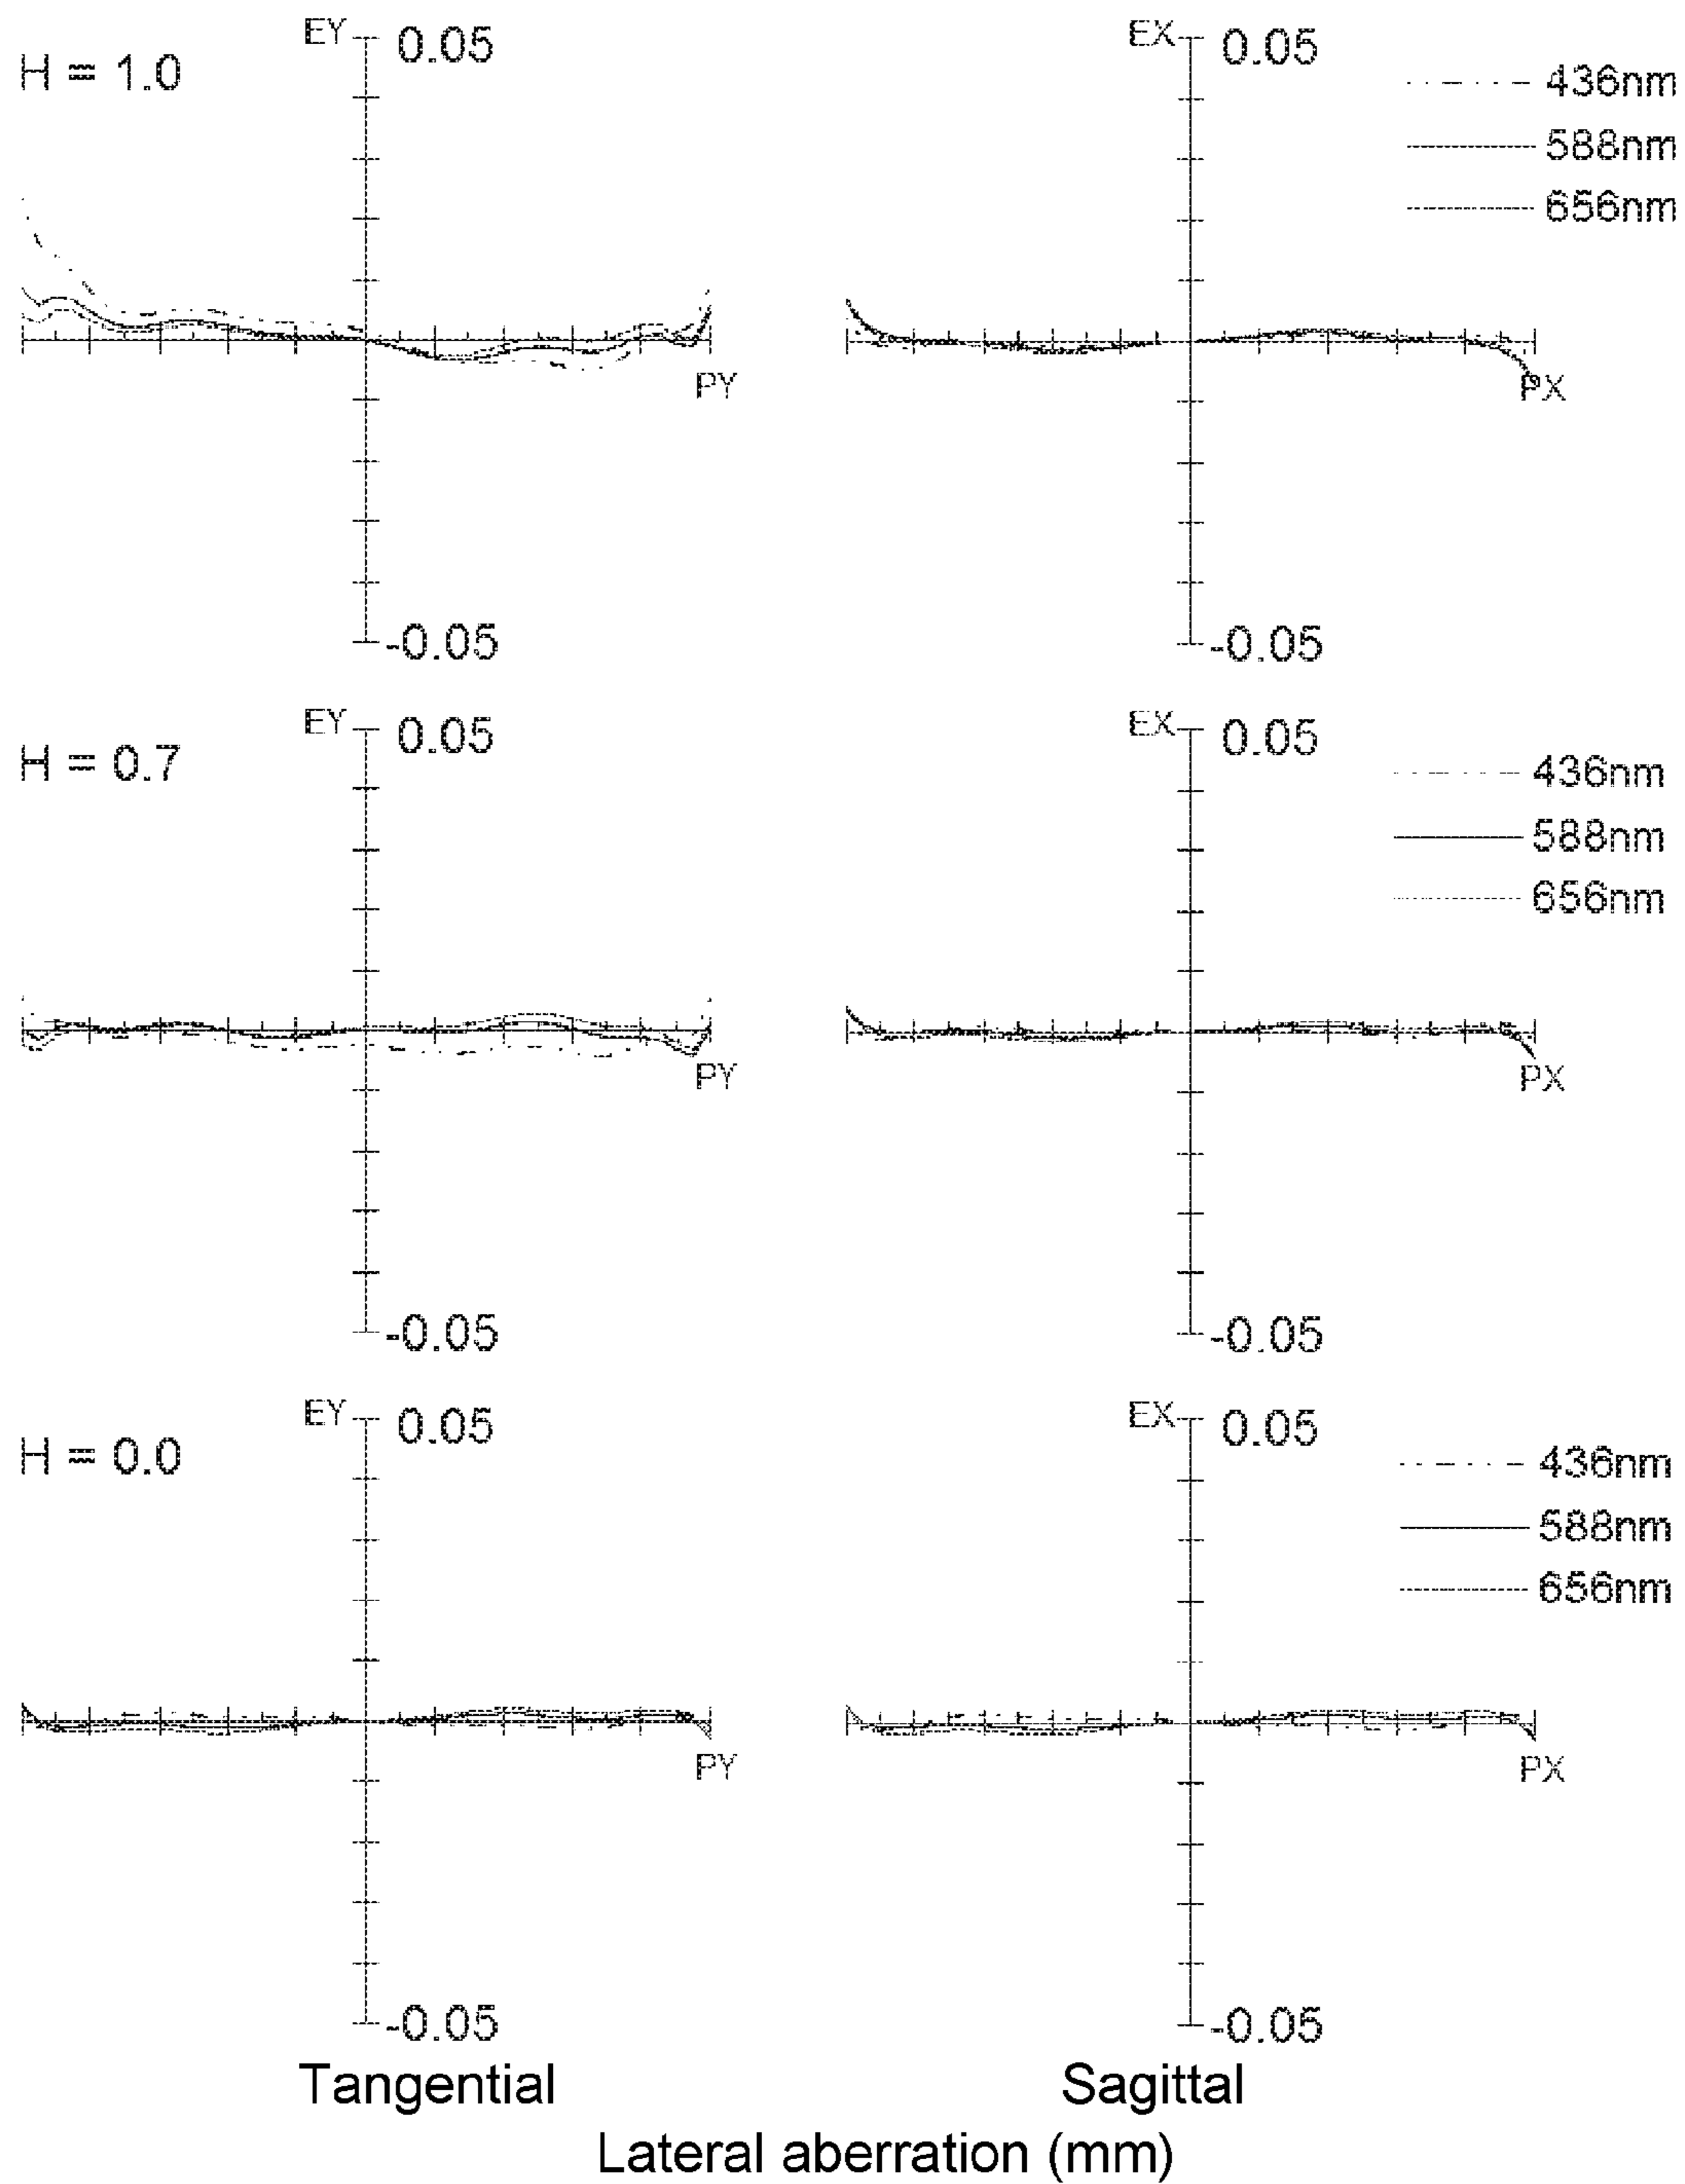 H = 1.0
EY 0.05
EX 0.05
436nm
588nm
656nm
PY
PX
-0.05
-0.05
H = 0.7
EY 0.05
EX 0.05
436nm
588nm
656nm
PY
PX
-0.05
-0.05
H = 0.0
EY 0.05
EX 0.05
436nm
588nm
656nm
PY
PX
-0.05
-0.05
Tangential
Sagittal
Lateral aberration (mm)